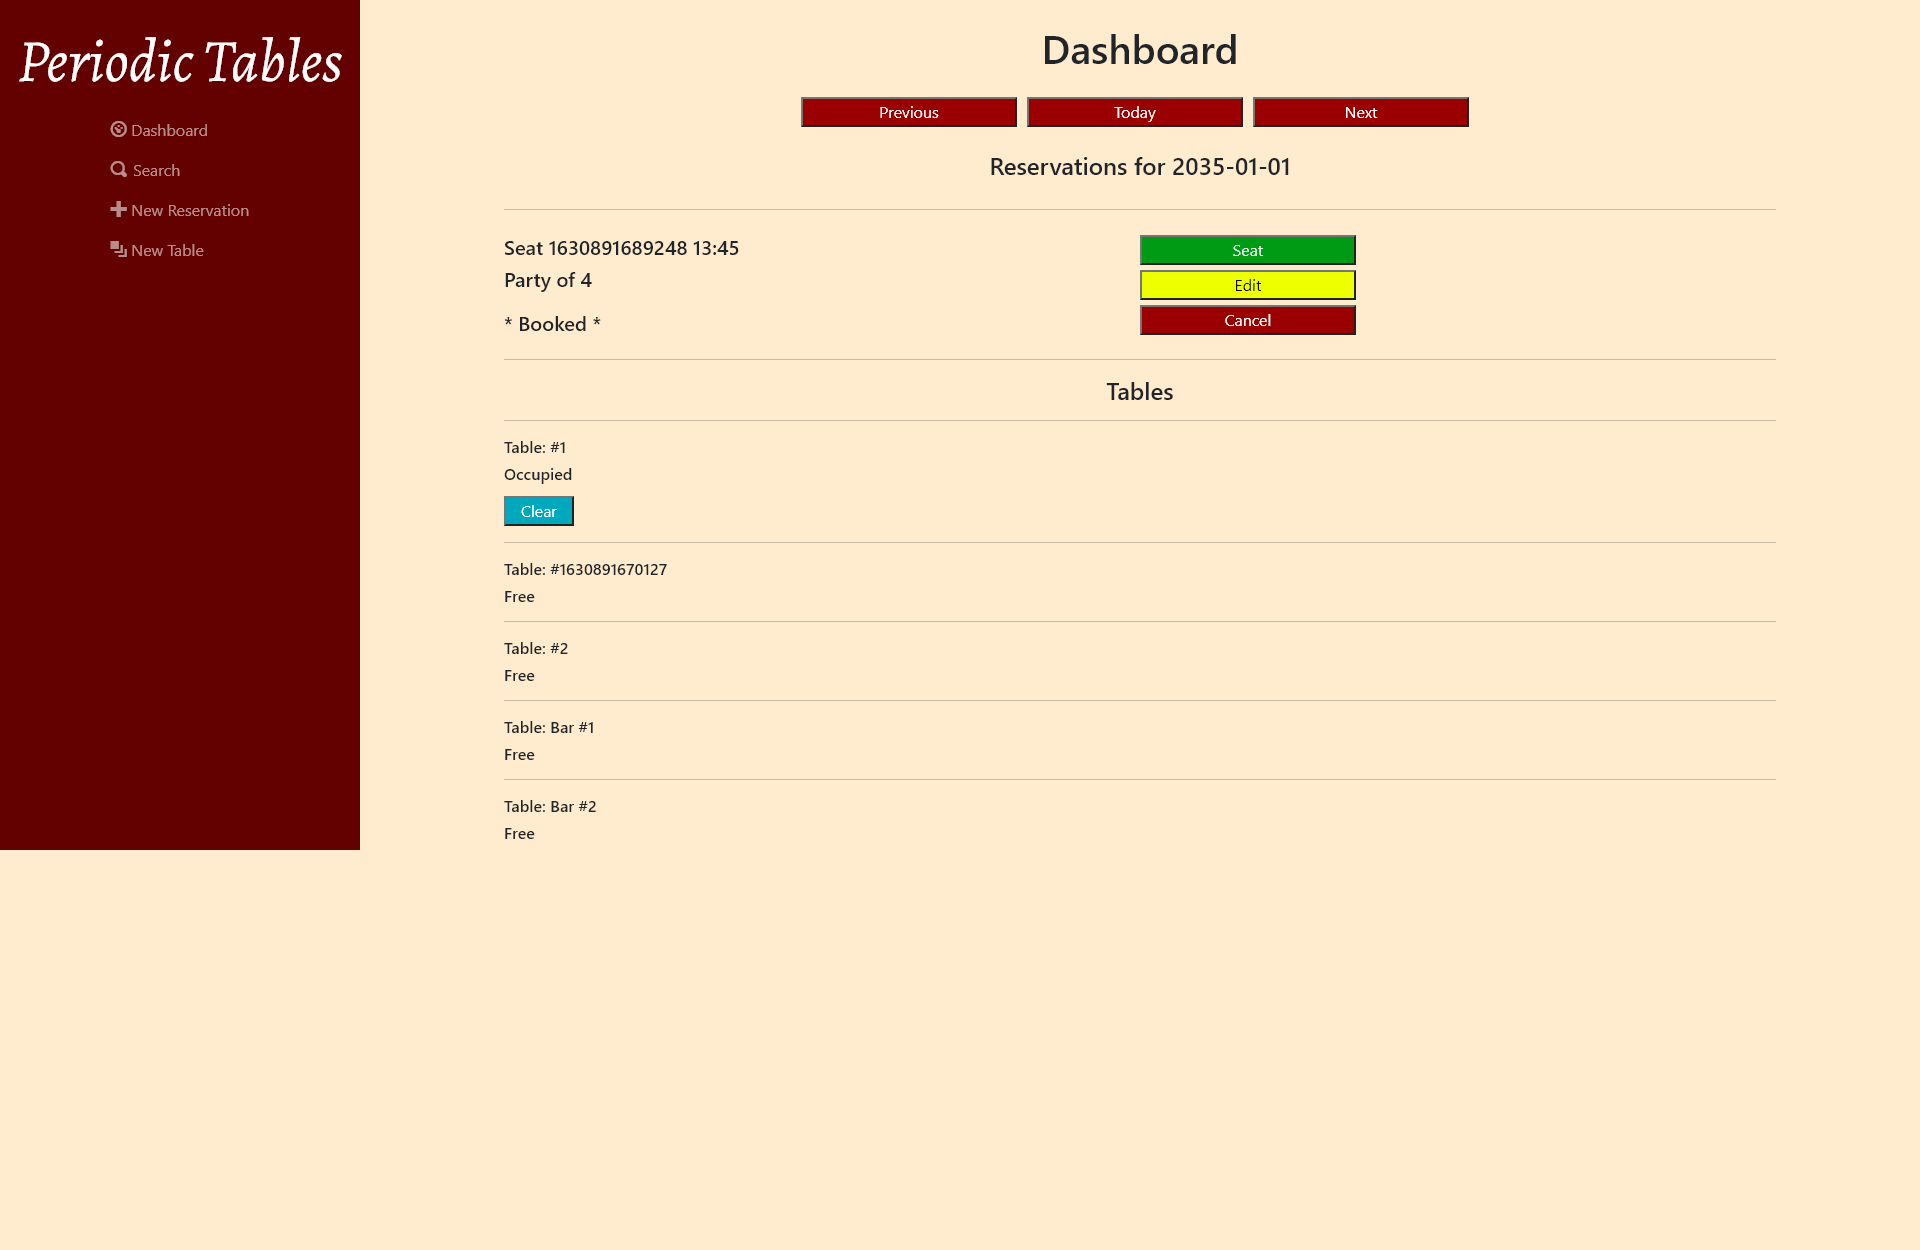 Periodic Tables
Dashboard
Search
New Reservation
New Table
Dashboard
Previous Today Next
Reservations for 2035-01-01
Seat 1630891689248 13:45
Party of 4
* Booked *
Seat
Edit
Cancel
Tables
Table: #1
Occupied
Clear
Table: #1630891670127
Free
Table: #2
Free
Table: Bar #1
Free
Table: Bar #2
Free